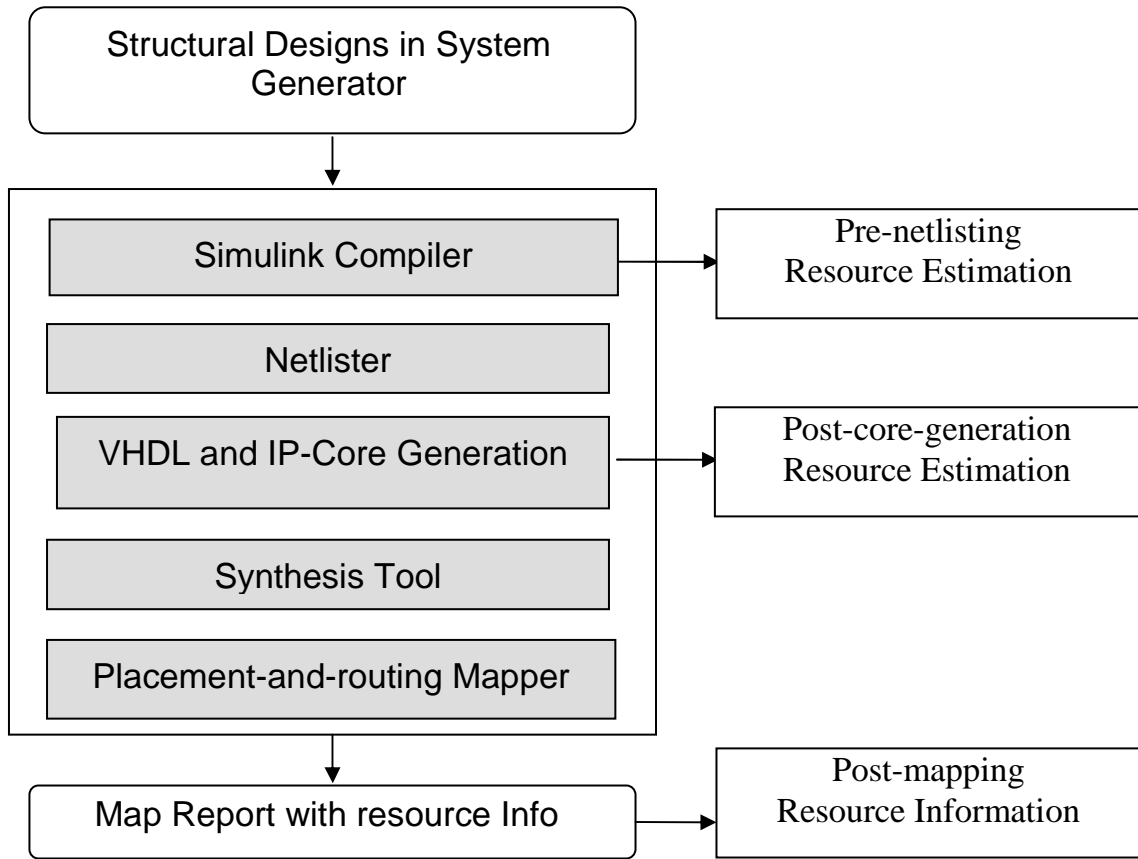 Structural Designs in System
Generator
Simulink Compiler
Pre-netlisting
Resource Estimation
Netlister
VHDL and IP-Core Generation
Post-core-generation
Resource Estimation
Synthesis Tool
Placement-and-routing Mapper
Map Report with resource Info
Post-mapping
Resource Information